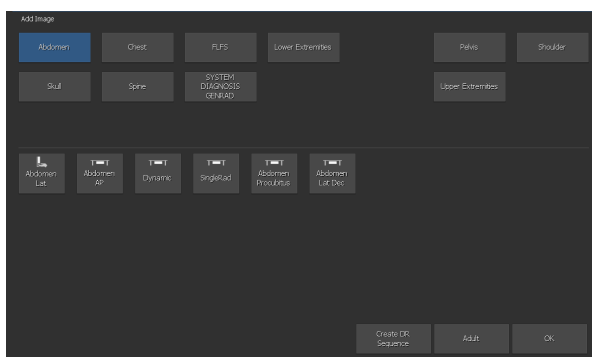 Add Image
Abdomen
Chest
FLFS
Lower Extremities
Pelvis
Shoulder
Skull
Spine
SYSTEM
DIAGNOSIS
GENRAD
Upper Extremities
Abdomen
Lat
Abdomen
AP
Dynamic
SingleRad
Abdomen
Procubitus
Abdomen
Lat Dec
Create DR
Sequence
Adult
OK